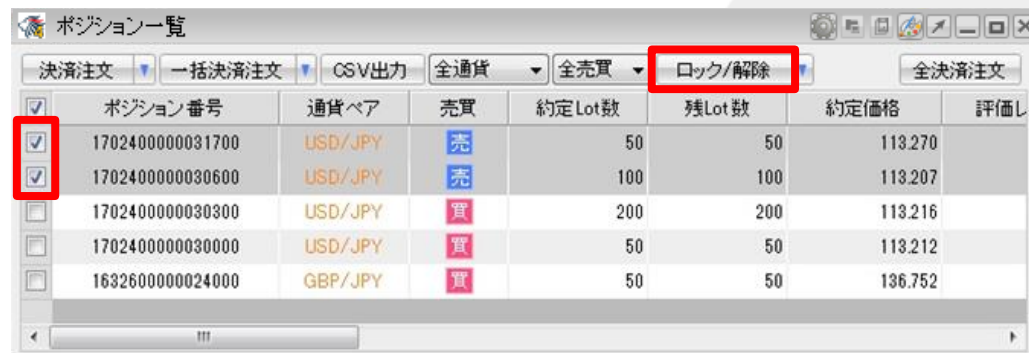 ポジション一覧
決済注文 一括決済注文 CSV出力 全通貨 全売買 ロック/解除 全決済注文
ポジション番号 通貨ペア 売買 約定Lot数 残Lot数 約定価格 評価レ
1702400000031700 USD/JPY 売 50 50 113.270
1702400000030600 USD/JPY 売 100 100 113.207
1702400000030300 USD/JPY 買 200 200 113.216
1702400000030000 USD/JPY 買 50 50 113.212
1632600000024000 GBP/JPY 買 50 50 136.752